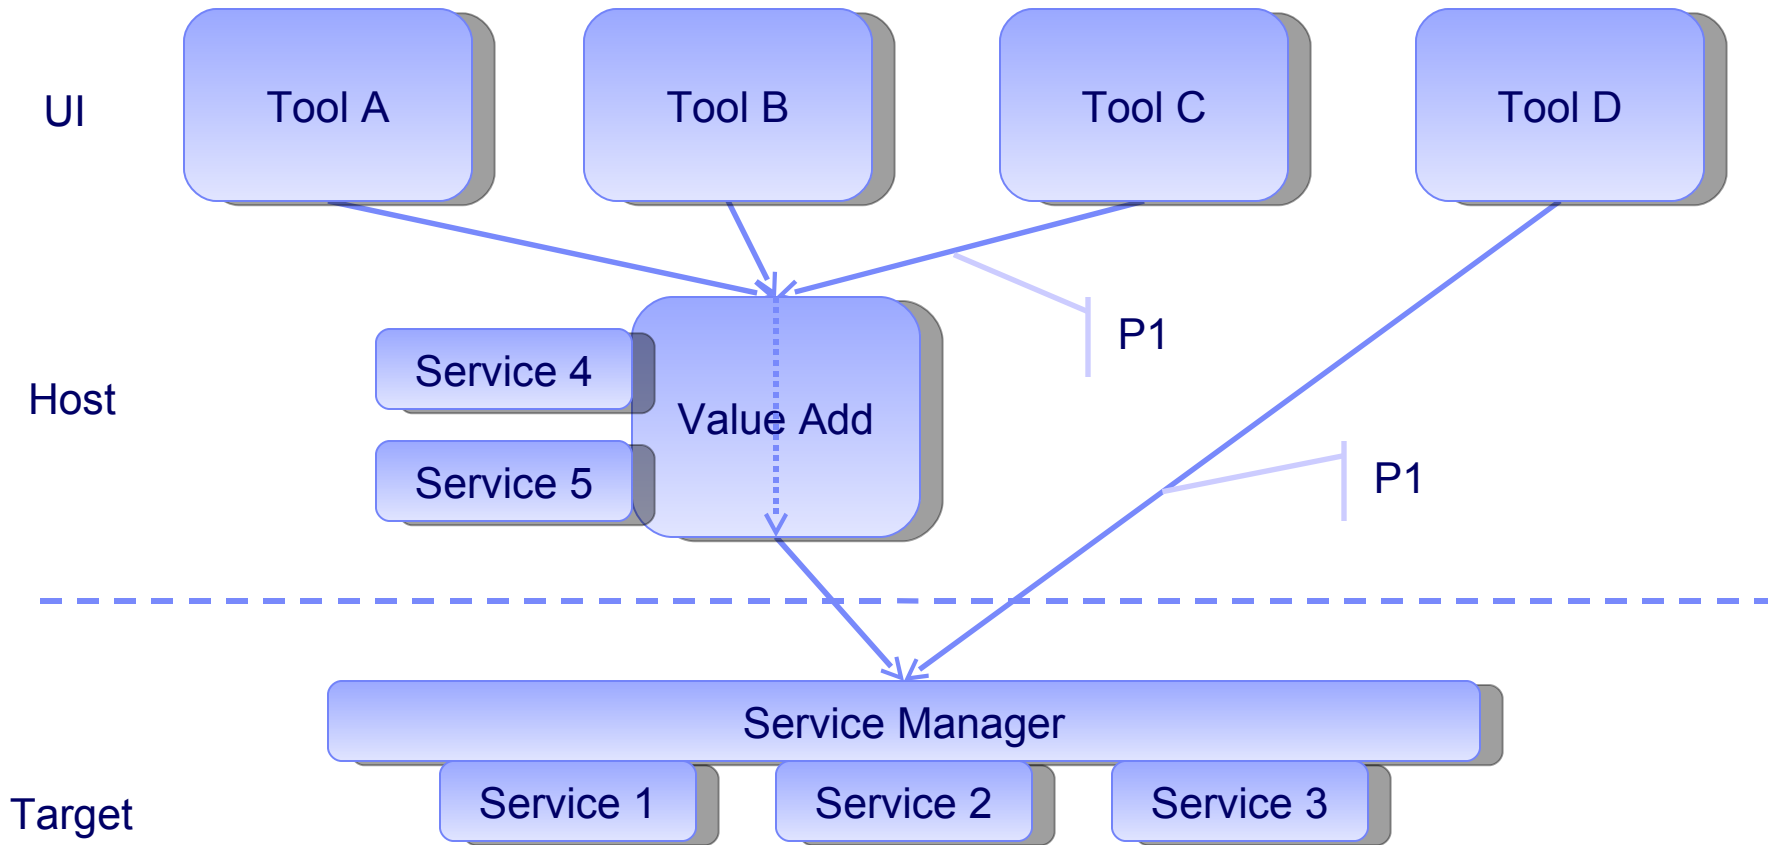 UI
Tool A
Tool B
Tool C
Tool D
P1
Service 4
Host
Value Add
Service 5
P1
Service Manager
Target
Service 1
Service 2
Service 3